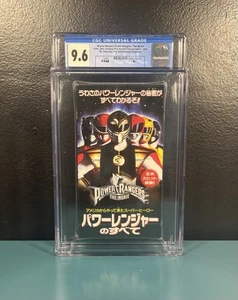 CGC UNIVERSAL GRADE
9.6
うわさのパワーレンジャーの秘密が
すべてわかるぞ!
POWER RANGERS
THE MOVIE
アメリカからやって来たスーパーヒーロー
パワーレンジャー
のすべて